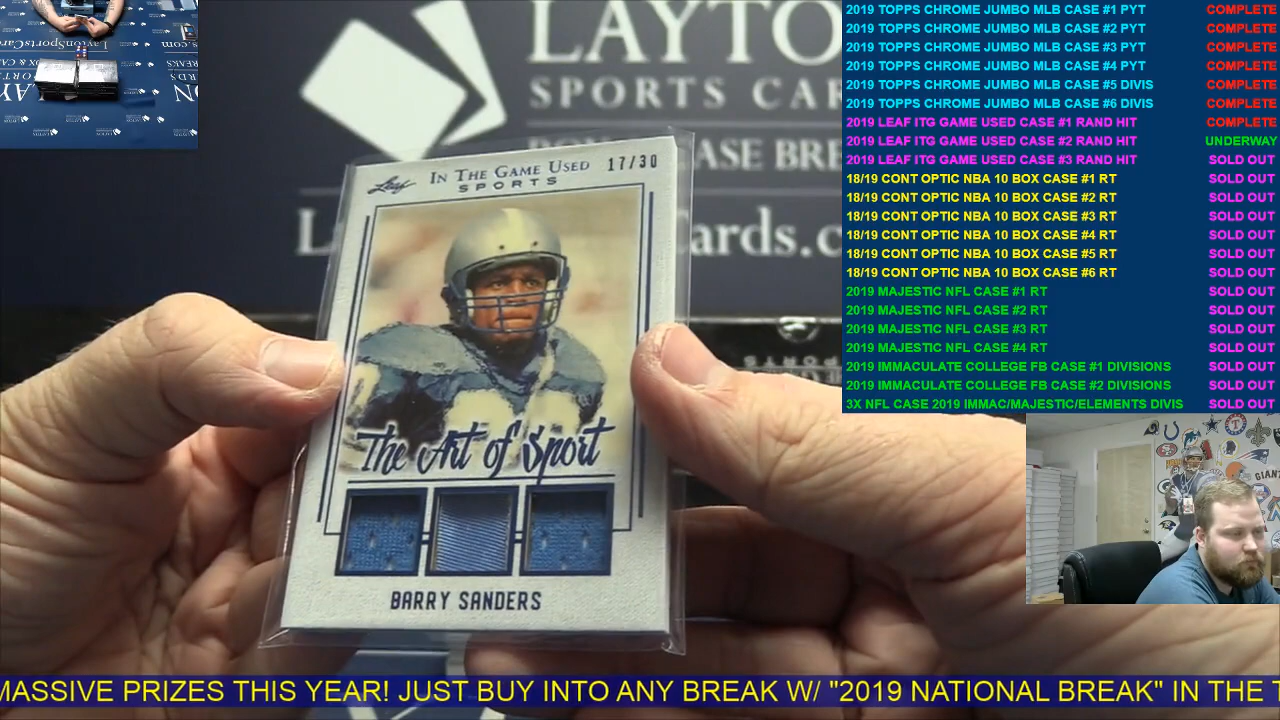 LAYTO
SPORTS CAR
ASE BRE
L
ards.c
Leaf
IN THE GAME USED
SPORTS
17/30
The Art of Sport
BARRY SANDERS
2019 TOPPS CHROME JUMBO MLB CASE #1 PYT COMPLETE
2019 TOPPS CHROME JUMBO MLB CASE #2 PYT COMPLETE
2019 TOPPS CHROME JUMBO MLB CASE #3 PYT COMPLETE
2019 TOPPS CHROME JUMBO MLB CASE #4 PYT COMPLETE
2019 TOPPS CHROME JUMBO MLB CASE #5 DIVIS COMPLETE
2019 TOPPS CHROME JUMBO MLB CASE #6 DIVIS COMPLETE
2019 LEAF ITG GAME USED CASE #1 RAND HIT COMPLETE
2019 LEAF ITG GAME USED CASE #2 RAND HIT UNDERWAY
2019 LEAF ITG GAME USED CASE #3 RAND HIT SOLD OUT
18/19 CONT OPTIC NBA 10 BOX CASE #1 RT SOLD OUT
18/19 CONT OPTIC NBA 10 BOX CASE #2 RT SOLD OUT
18/19 CONT OPTIC NBA 10 BOX CASE #3 RT SOLD OUT
18/19 CONT OPTIC NBA 10 BOX CASE #4 RT SOLD OUT
18/19 CONT OPTIC NBA 10 BOX CASE #5 RT SOLD OUT
18/19 CONT OPTIC NBA 10 BOX CASE #6 RT SOLD OUT
2019 MAJESTIC NFL CASE #1 RT SOLD OUT
2019 MAJESTIC NFL CASE #2 RT SOLD OUT
2019 MAJESTIC NFL CASE #3 RT SOLD OUT
2019 MAJESTIC NFL CASE #4 RT SOLD OUT
2019 IMMACULATE COLLEGE FB CASE #1 DIVISIONS SOLD OUT
2019 IMMACULATE COLLEGE FB CASE #2 DIVISIONS SOLD OUT
3X NFL CASE 2019 IMMAC/MAJESTIC/ELEMENTS DIVIS SOLD OUT
GIANT
MASSIVE PRIZES THIS YEAR! JUST BUY INTO ANY BREAK W/ "2019 NATIONAL BREAK" IN THE T